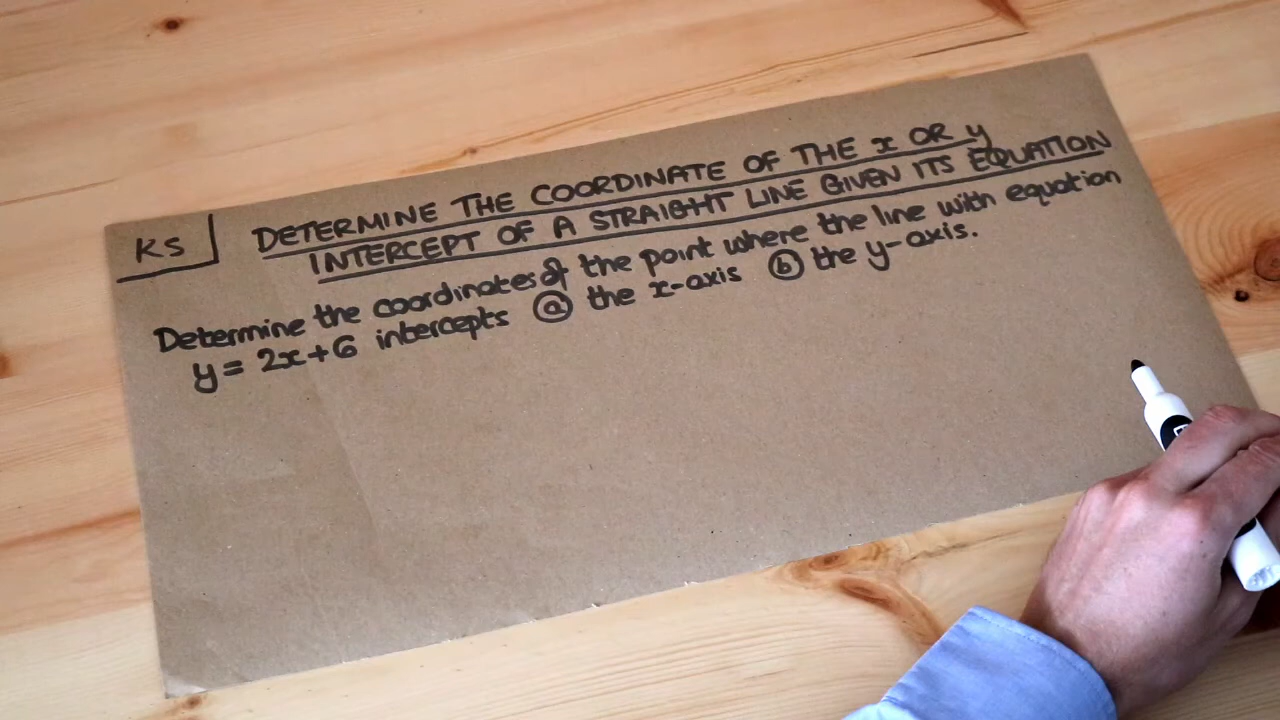 KS
DETERMINE THE COORDINATE OF THE x OR y
INTERCEPT OF A STRAIGHT LINE GIVEN ITS EQUATION
Determine the coordinates of the point where the line with equation
y = 2x+6 intercepts ⓐ the x-axis ⓑ the y-axis.